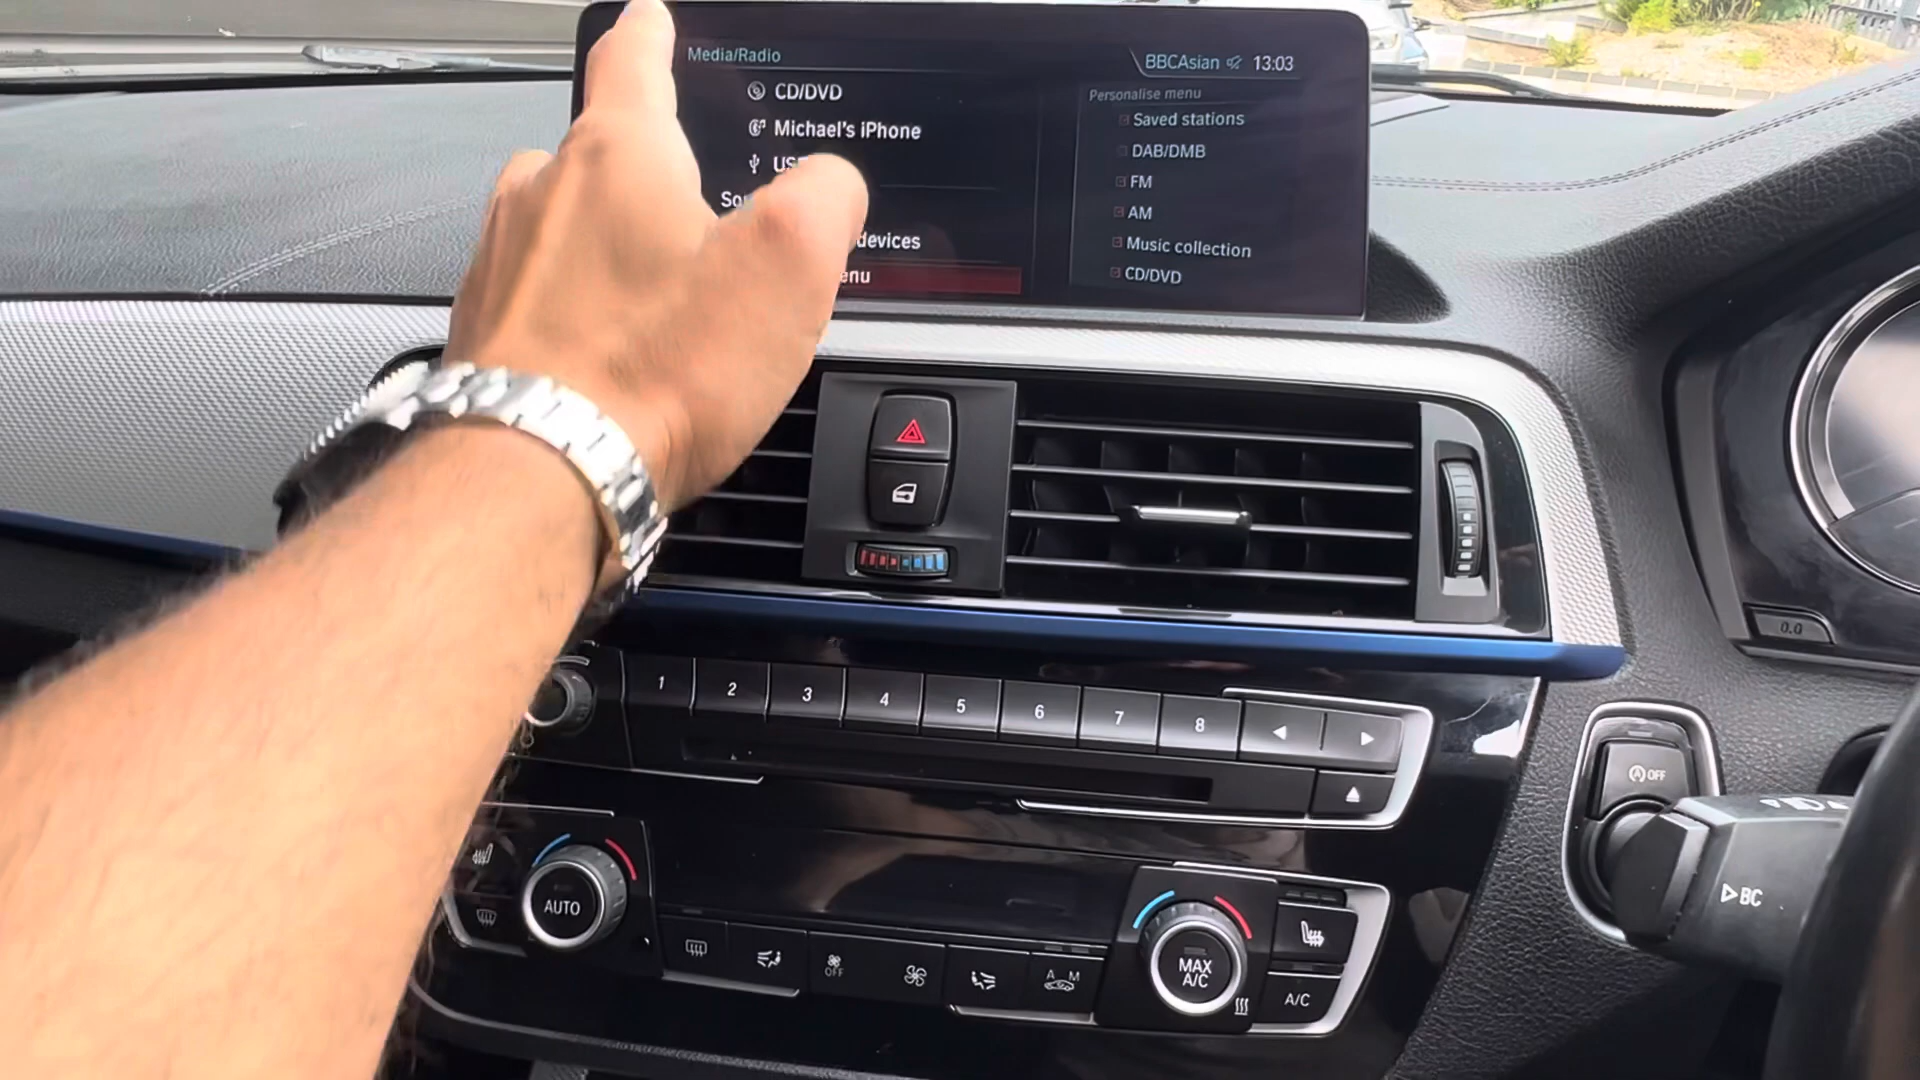 Media/Radio
BBCAsian 13:03
CD/DVD
Michael's iPhone
Personalise menu
Saved stations
DAB/DMB
FM
AM
Music collection
CD/DVD
devices
0.0
1 2 3 4 5 6 7 8
A OFF
BC
AUTO
MAX
A/C
OFF
A M
A/C